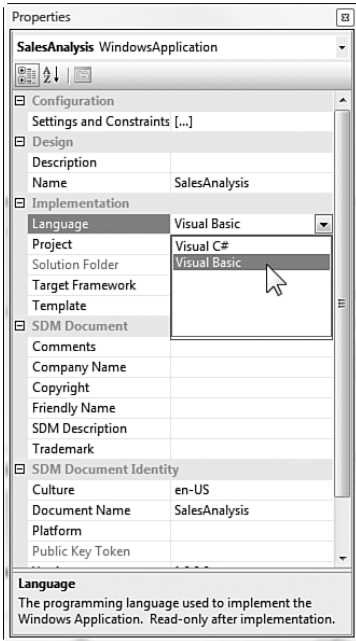 Properties
SalesAnalysis WindowsApplication
Configuration
Settings and Constraints [...]
Design
Description
Name SalesAnalysis
Implementation
Language Visual Basic
Project Visual C#
Solution Folder Visual Basic
Target Framework
Template
SDM Document
Comments
Company Name
Copyright
Friendly Name
SDM Description
Trademark
SDM Document Identity
Culture en-US
Document Name SalesAnalysis
Platform
Public Key Token
Language
The programming language used to implement the
Windows Application. Read-only after implementation.